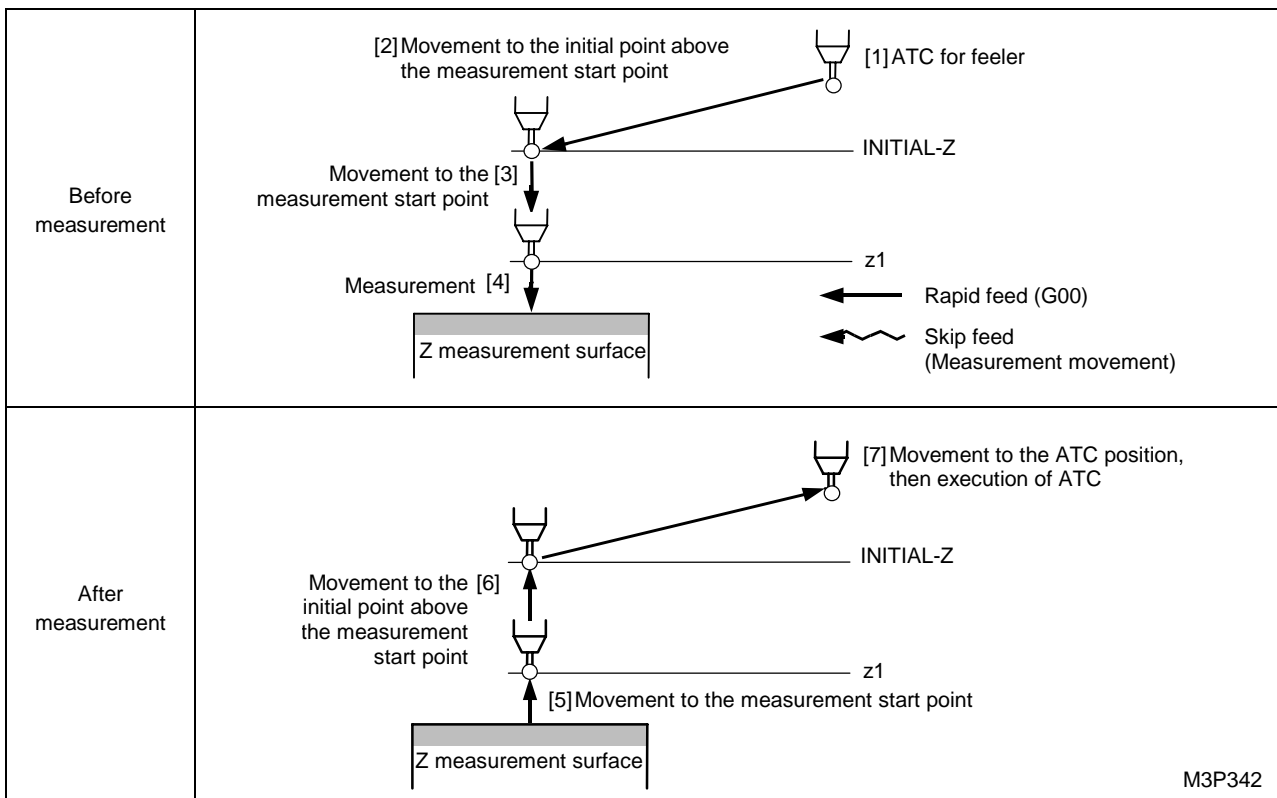 Before
measurement
[2] Movement to the initial point above
the measurement start point
[1] ATC for feeler
INITIAL-Z
Movement to the [3]
measurement start point
z1
Measurement [4]
Rapid feed (G00)
Z measurement surface
Skip feed
(Measurement movement)
After
measurement
[7] Movement to the ATC position,
then execution of ATC
INITIAL-Z
Movement to the [6]
initial point above
the measurement
start point
z1
[5] Movement to the measurement start point
Z measurement surface
M3P342